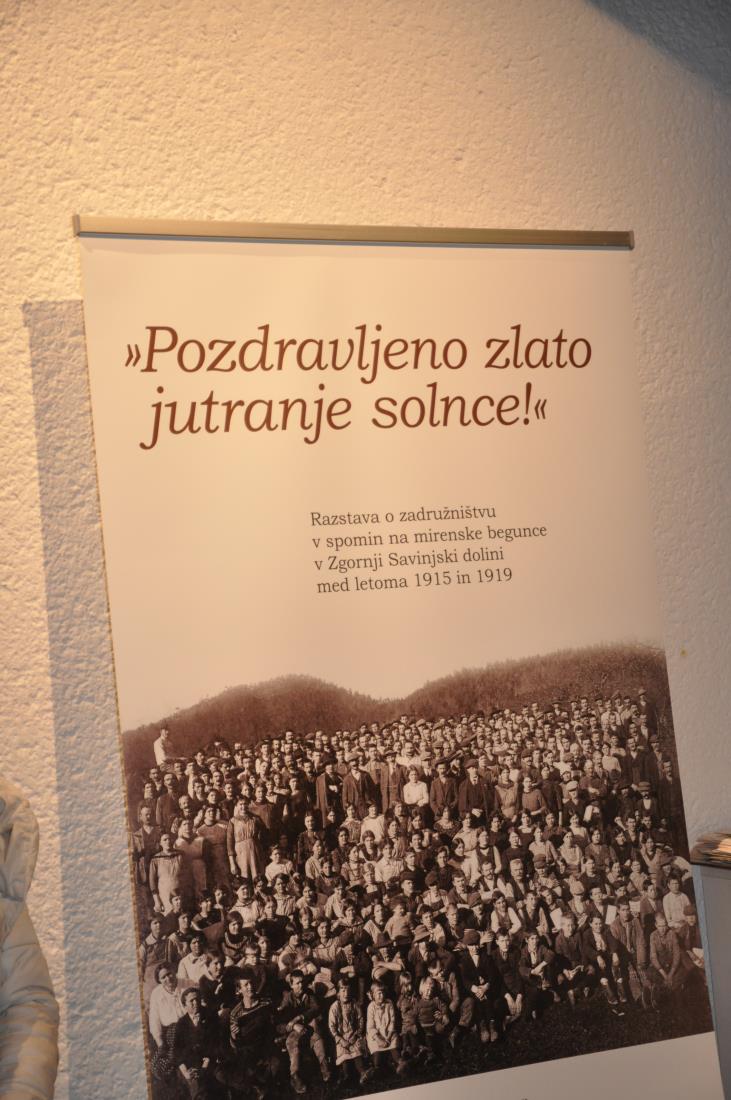 »Pozdravljeno zlato
jutranje solnce!«
Razstava o zadružništvu
v spomin na mirenske begunce
v Zgornji Savinjski dolini
med letoma 1915 in 1919